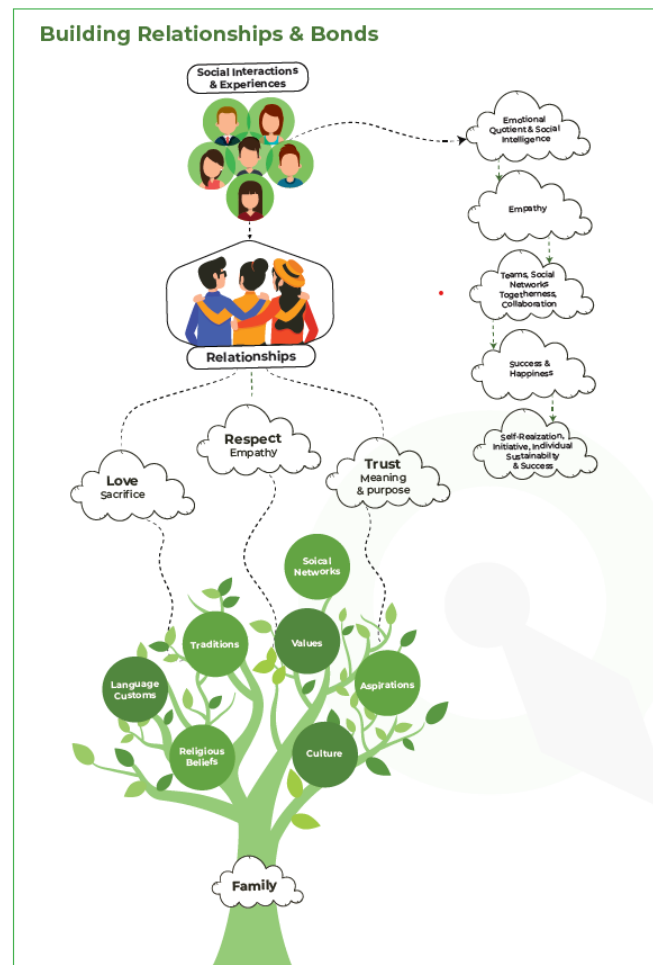 Building Relationships & Bonds
Social Interactions
& Experiences
Emotional
Quotient & Social
Intelligence
Empathy
Teams, Social
Networks,
Togetherness,
Collaboration
Relationships
Success &
Happiness
Self-Reaization,
Initiative, Individual
Sustainability
& Success
Love
Sacrifice
Respect
Empathy
Trust
Meaning
& purpose
Soical
Networks
Traditions
Values
Language
Customs
Aspirations
Religious
Beliefs
Culture
Family